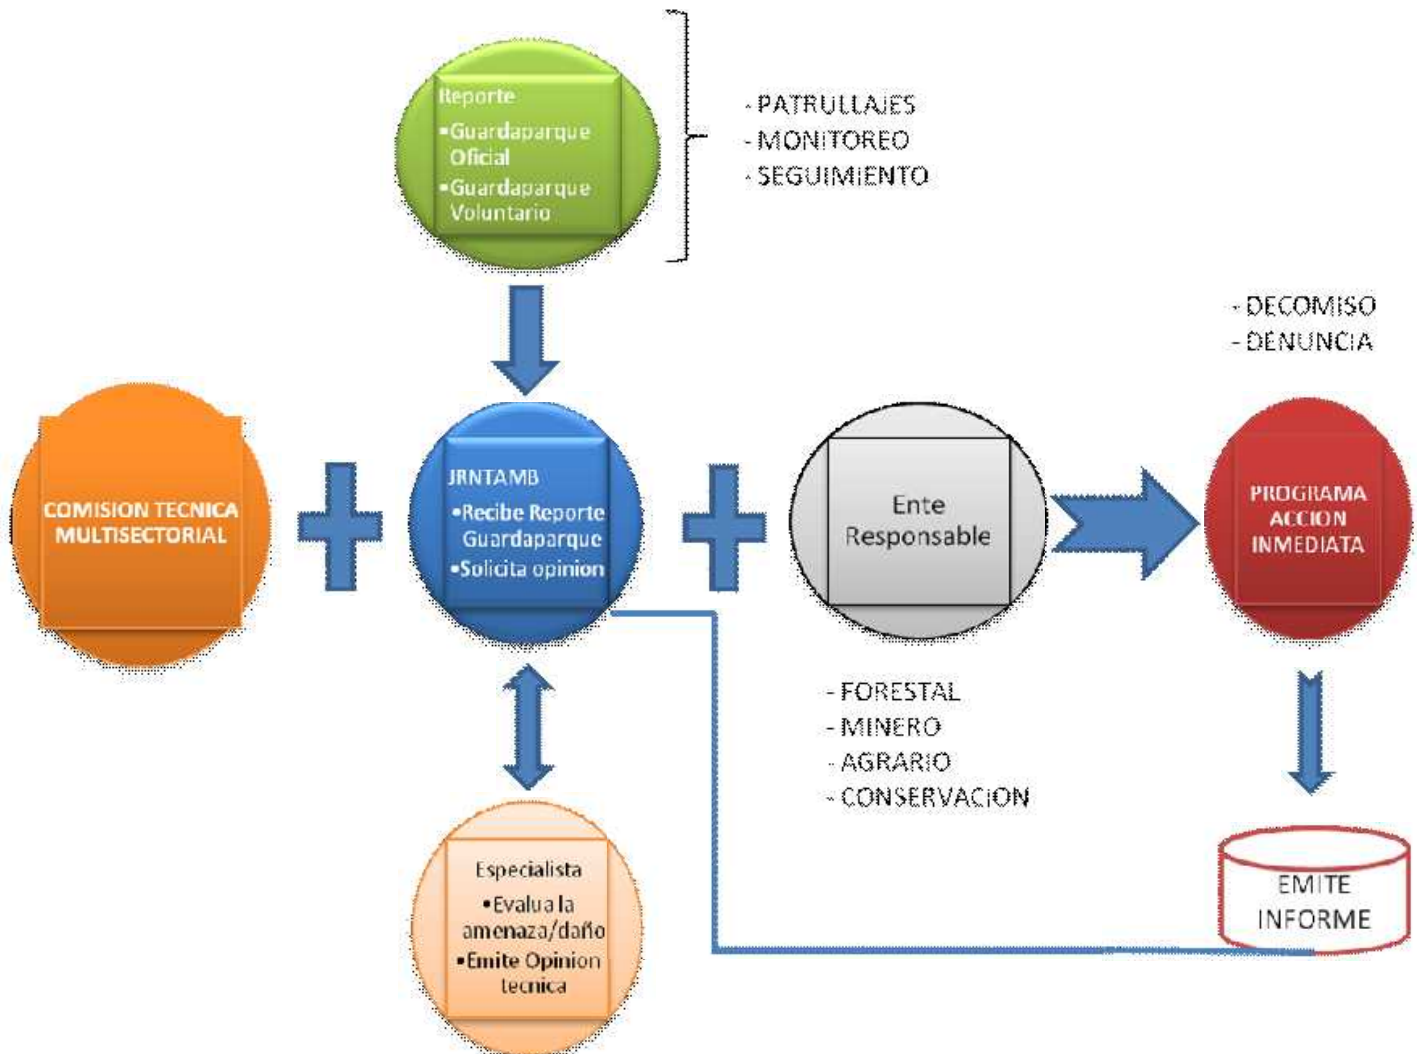 Reporte
•Guardaparque
Oficial
•Guardaparque
Voluntario
- PATRULLAJES
- MONITOREO
- SEGUIMIENTO
- DECOMISO
- DENUNCIA
COMISION TECNICA
MULTISECTORIAL
JRNTAMB
•Recibe Reporte
Guardaparque
•Solicita opinion
Ente
Responsable
PROGRAMA
ACCION
INMEDIATA
- FORESTAL
- MINERO
- AGRARIO
- CONSERVACION
Especialista
•Evalua la
amenaza/daño
•Emite Opinion
tecnica
EMITE
INFORME